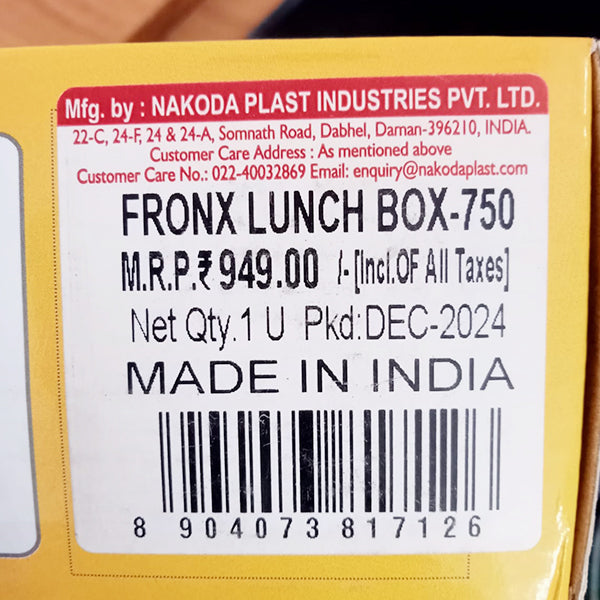 Mfg. by : NAKODA PLAST INDUSTRIES PVT. LTD.
22-C, 24-F, 24 & 24-A, Somnath Road, Dabhel, Daman-396210, INDIA.
Customer Care Address : As mentioned above
Customer Care No.: 022-40032869 Email: enquiry@nakodaplast.com
FRONX LUNCH BOX-750
M.R.P.₹949.00 /-[Incl.OF All Taxes]
Net Qty.1 U Pkd:DEC-2024
MADE IN INDIA
8 904073 817126